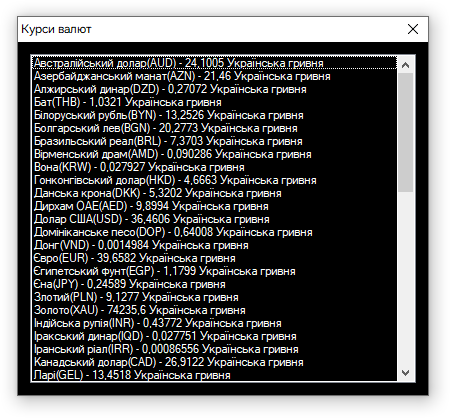 Курси валют
Австралійський долар(AUD) - 24,1005 Українська гривня
Азербайджанський манат(AZN) - 21,46 Українська гривня
Алжирський динар(DZD) - 0,27072 Українська гривня
Бат(THB) - 1,0321 Українська гривня
Білоруський рубль(BYN) - 13,2526 Українська гривня
Болгарський лев(BGN) - 20,2773 Українська гривня
Бразильський реал(BRL) - 7,3703 Українська гривня
Вірменський драм(AMD) - 0,090286 Українська гривня
Вона(KRW) - 0,027927 Українська гривня
Гонконгівський долар(HKD) - 4,6663 Українська гривня
Данська крона(DKK) - 5,3202 Українська гривня
Дирхам ОАЕ(AED) - 9,8994 Українська гривня
Долар США(USD) - 36,4606 Українська гривня
Домініканське песо(DOP) - 0,64008 Українська гривня
Донг(VND) - 0,0014984 Українська гривня
Євро(EUR) - 39,6582 Українська гривня
Єгипетський фунт(EGP) - 1,1799 Українська гривня
Єна(JPY) - 0,24589 Українська гривня
Злотий(PLN) - 9,1277 Українська гривня
Золото(XAU) - 74235,6 Українська гривня
Індійська рупія(INR) - 0,43772 Українська гривня
Іракський динар(IQD) - 0,027751 Українська гривня
Іранський ріал(IRR) - 0,00086556 Українська гривня
Канадський долар(CAD) - 26,9122 Українська гривня
Ларі(GEL) - 13,4518 Українська гривня